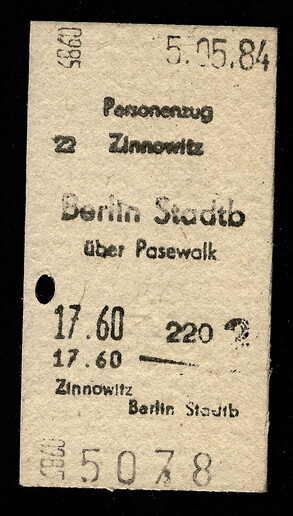 5.05.84
Personenzug
22 Zinnowitz
Berlin Stadtb
über Pasewalk
17.60 220 2
17.60
Zinnowitz
Berlin Stadtb
5078